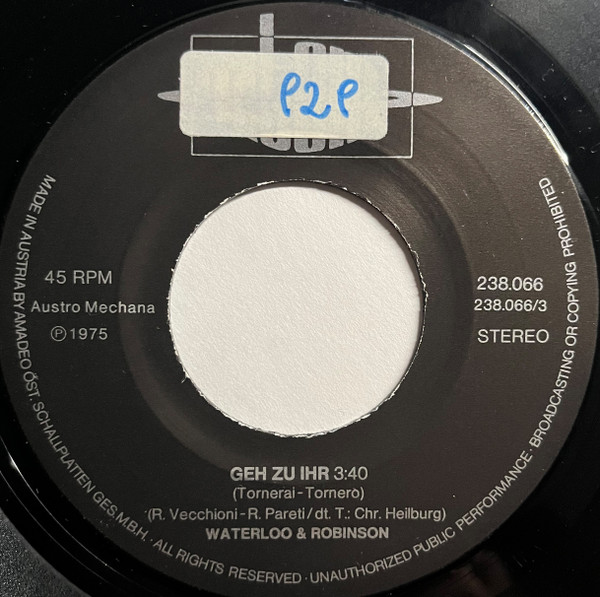 P2P
45 RPM
Austro Mechana
Ⓟ 1975
238.066
238.066/3
STEREO
GEH ZU IHR 3:40
(Tornerai-Tornero)
(R. Vecchioni-R. Pareti/dt. T.: Chr. Heilburg)
WATERLOO & ROBINSON
MADE IN AUSTRIA BY AMADEO ÖST. SCHALLPLATTEN GES.M.B.H. ALL RIGHTS RESERVED · UNAUTHORIZED PUBLIC PERFORMANCE · BROADCASTING OR COPYING PROHIBITED